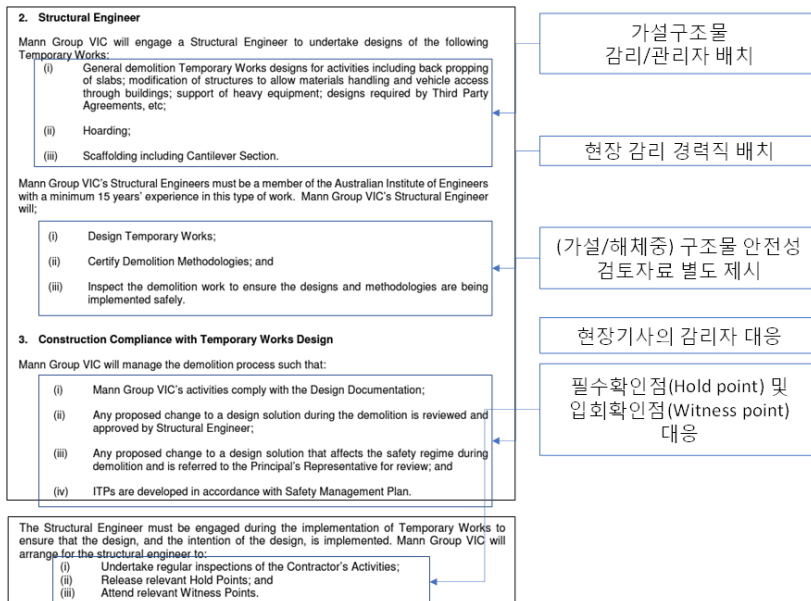 2. Structural Engineer
Mann Group VIC will engage a Structural Engineer to undertake designs of the following
Temporary Works:
(i) General demolition Temporary Works designs for activities including back propping
of slabs; modification of structures to allow materials handling and vehicle access
through buildings; support of heavy equipment; designs required by Third Party
Agreements, etc;
(ii) Hoarding;
(iii) Scaffolding including Cantilever Section.
Mann Group VIC's Structural Engineers must be a member of the Australian Institute of Engineers
with a minimum 15 years' experience in this type of work. Mann Group VIC's Structural Engineer
will;
(i) Design Temporary Works;
(ii) Certify Demolition Methodologies; and
(iii) Inspect the demolition work to ensure the designs and methodologies are being
implemented safely.
3. Construction Compliance with Temporary Works Design
Mann Group VIC will manage the demolition process such that:
(i) Mann Group VIC's activities comply with the Design Documentation;
(ii) Any proposed change to a design solution during the demolition is reviewed and
approved by Structural Engineer;
(iii) Any proposed change to a design solution that affects the safety regime during
demolition and is referred to the Principal's Representative for review; and
(iv) ITPs are developed in accordance with Safety Management Plan.
The Structural Engineer must be engaged during the implementation of Temporary Works to
ensure that the design, and the intention of the design, is implemented. Mann Group VIC will
arrange for the structural engineer to:
(i) Undertake regular inspections of the Contractor's Activities;
(ii) Release relevant Hold Points; and
(iii) Attend relevant Witness Points.
가설구조물
감리/관리자 배치
현장 감리 경력직 배치
(가설/해체중) 구조물 안전성
검토자료 별도 제시
현장기사의 감리자 대응
필수확인점(Hold point) 및
입회확인점(Witness point)
대응